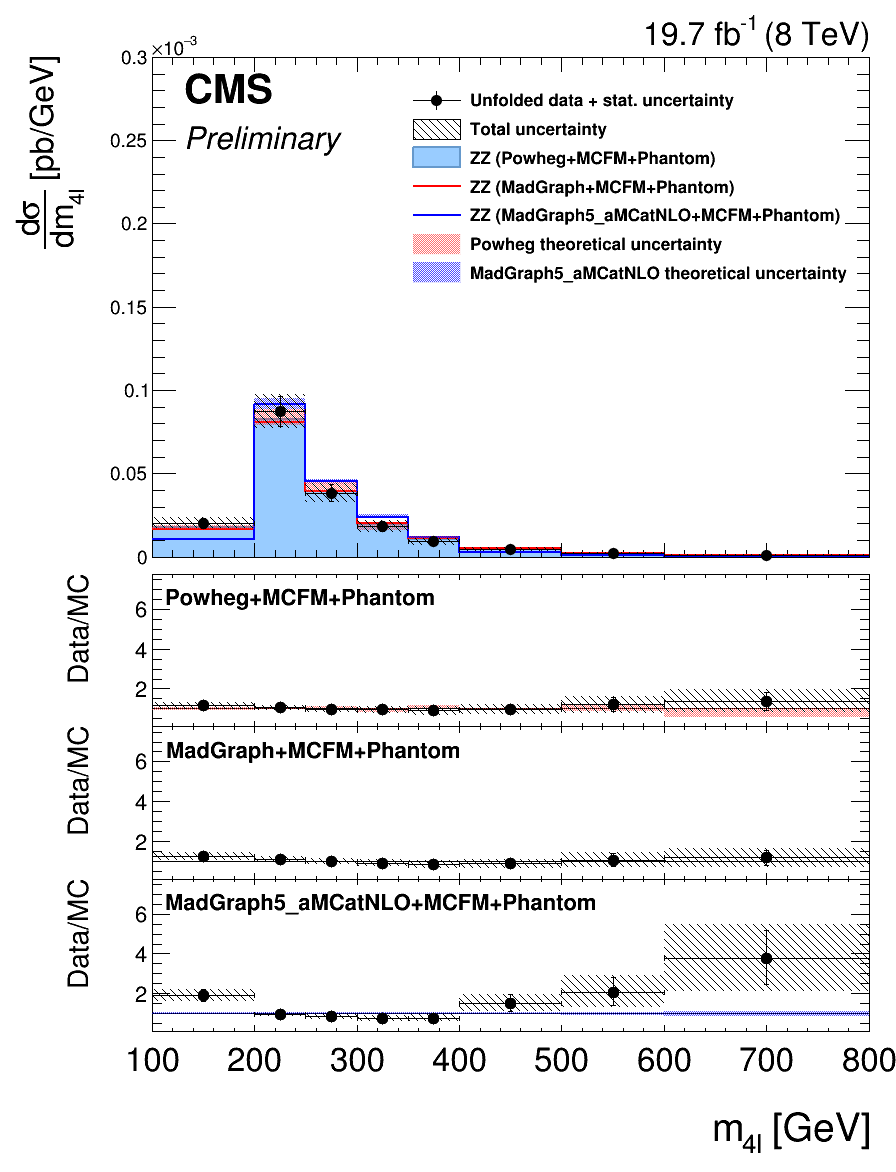 19.7 fb⁻¹ (8 TeV)
×10⁻³
0.3
CMS
Preliminary
dσ/dm₄ₗ [pb/GeV]
Unfolded data + stat. uncertainty
Total uncertainty
ZZ (Powheg+MCFM+Phantom)
ZZ (MadGraph+MCFM+Phantom)
ZZ (MadGraph5_aMCatNLO+MCFM+Phantom)
Powheg theoretical uncertainty
MadGraph5_aMCatNLO theoretical uncertainty
0.25
0.2
0.15
0.1
0.05
0
Powheg+MCFM+Phantom
Data/MC
6
4
2
MadGraph+MCFM+Phantom
Data/MC
6
4
2
MadGraph5_aMCatNLO+MCFM+Phantom
Data/MC
6
4
2
100 200 300 400 500 600 700 800
m₄ₗ [GeV]